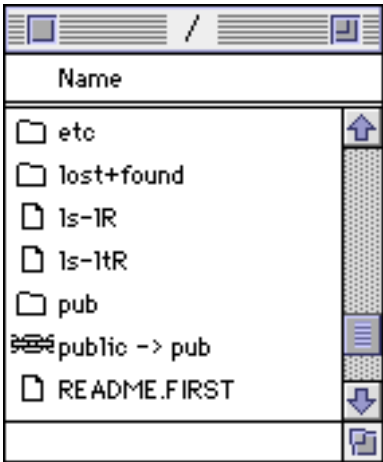 /
Name
etc
lost+found
ls-lR
ls-ltR
pub
public -> pub
README.FIRST